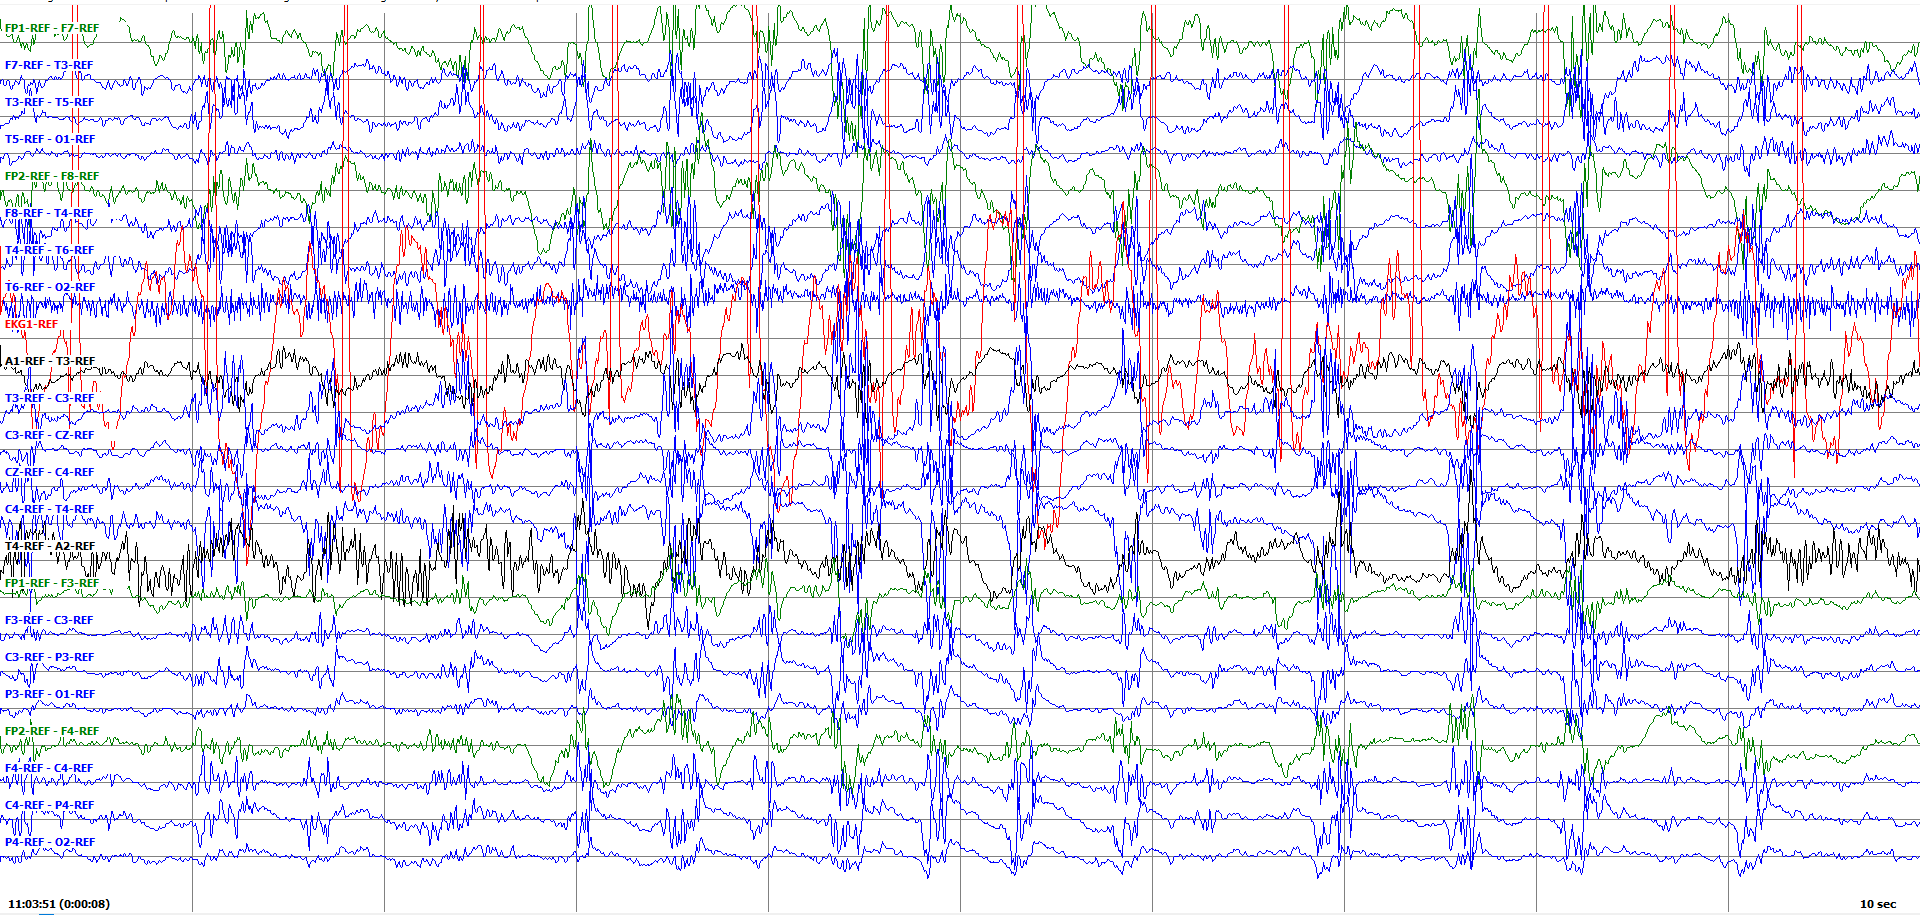 FP1-REF - F7-REF
F7-REF - T3-REF
T3-REF - T5-REF
T5-REF - O1-REF
FP2-REF - F8-REF
F8-REF - T4-REF
T4-REF - T6-REF
T6-REF - O2-REF
EKG1-REF
A1-REF - T3-REF
T3-REF - C3-REF
C3-REF - CZ-REF
CZ-REF - C4-REF
C4-REF - T4-REF
T4-REF - A2-REF
FP1-REF - F3-REF
F3-REF - C3-REF
C3-REF - P3-REF
P3-REF - O1-REF
FP2-REF - F4-REF
F4-REF - C4-REF
C4-REF - P4-REF
P4-REF - O2-REF
11:03:51 (0:00:08) 10 sec